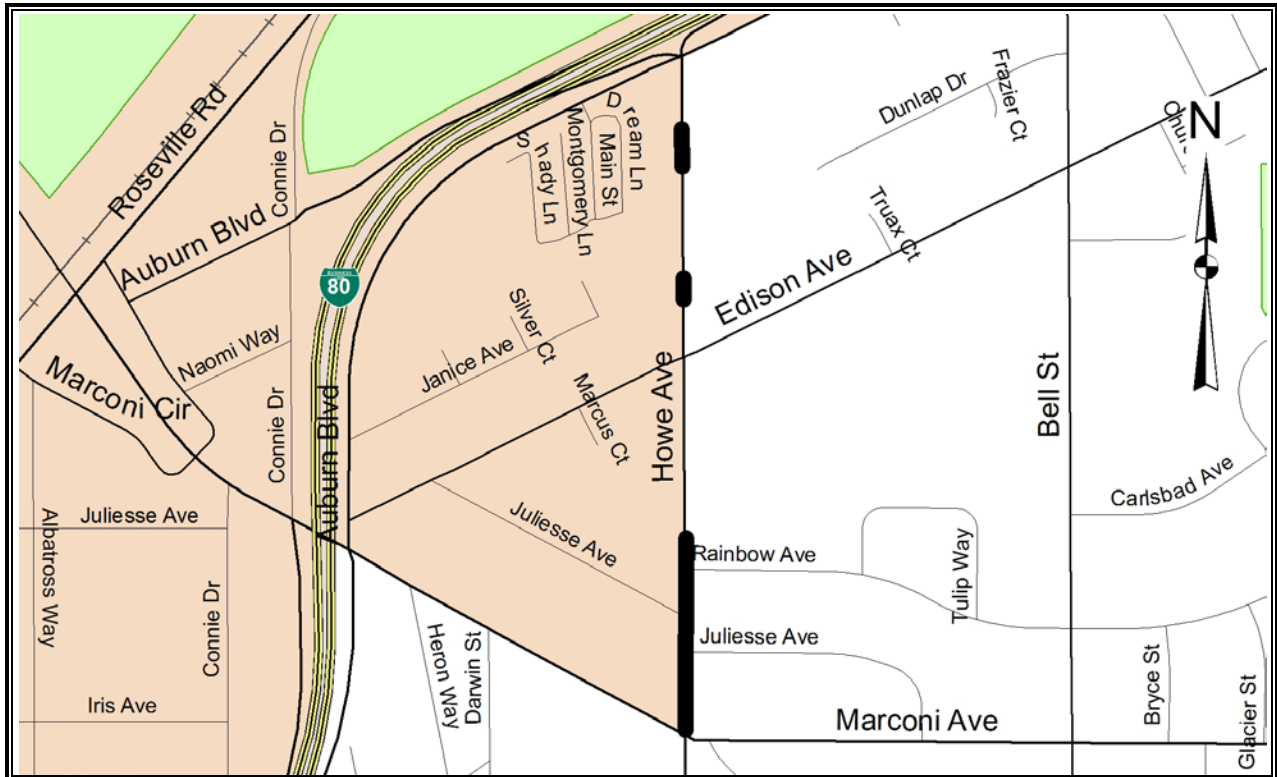 Roseville Rd
Connie Dr
Auburn Blvd
BUSINESS
80
Naomi Way
Marconi Cir
Connie Dr
Auburn Blvd
Juliesse Ave
Albatross Way
Connie Dr
Iris Ave
Dream Ln
Main St
Montgomery Ln
Shady Ln
Silver Ct
Janice Ave
Marcus Ct
Juliesse Ave
Howe Ave
Edison Ave
Dunlap Dr
Frazier Ct
Truax Ct
N
Bell St
Carlsbad Ave
Rainbow Ave
Tulip Way
Juliesse Ave
Heron Way
Darwin St
Marconi Ave
Bryce St
Glacier St